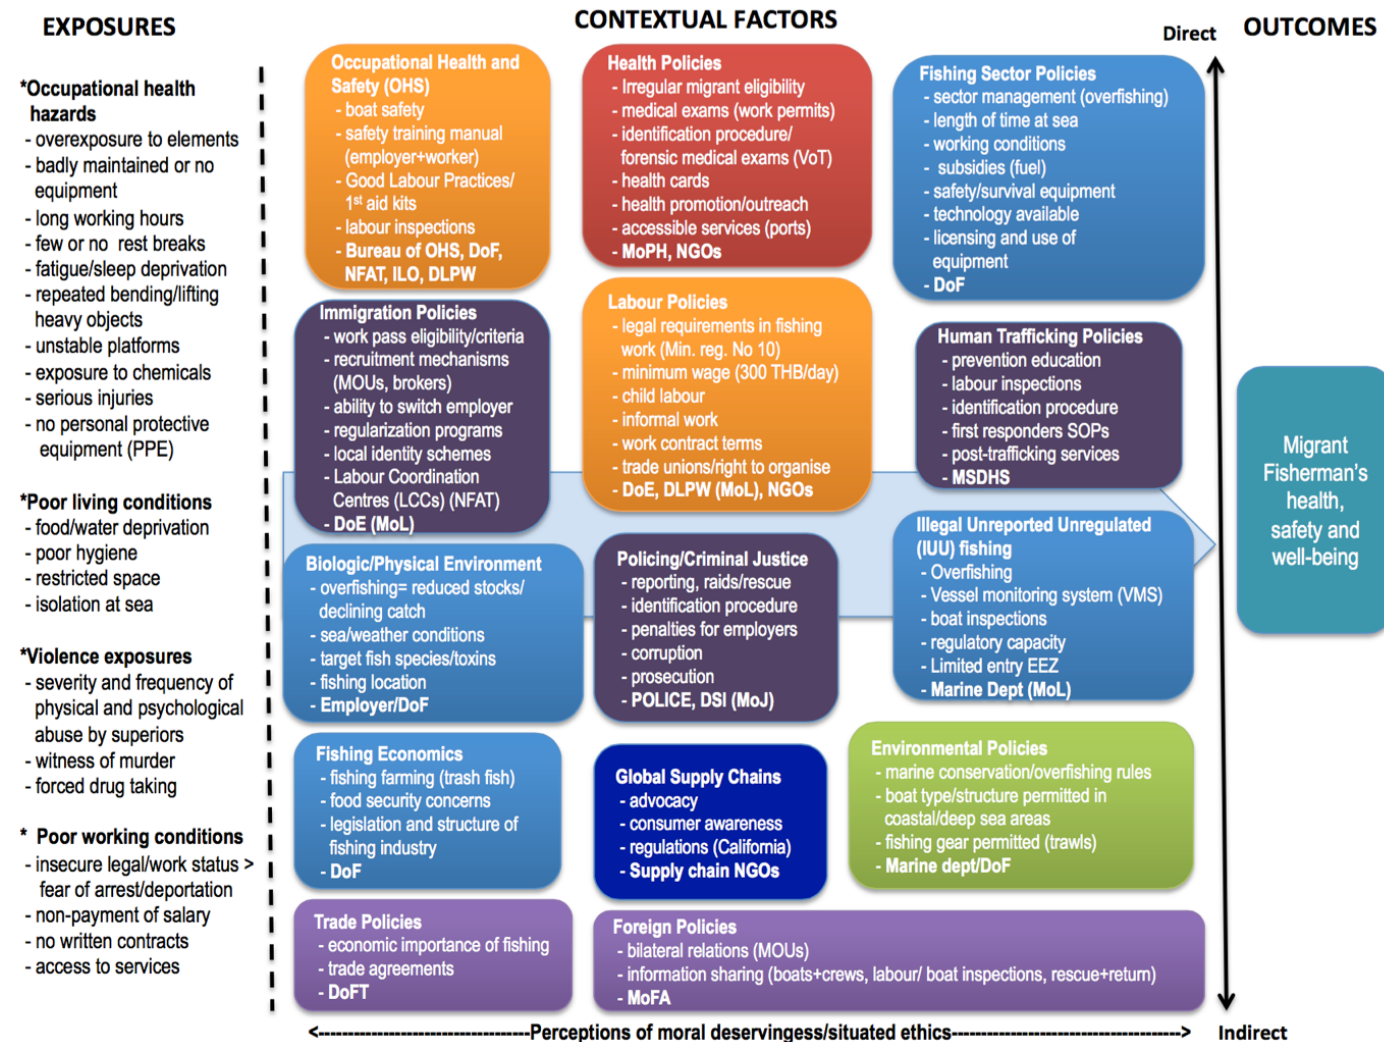 EXPOSURES
CONTEXTUAL FACTORS
OUTCOMES
Direct
*Occupational health
hazards
- overexposure to elements
- badly maintained or no
equipment
- long working hours
- few or no rest breaks
- fatigue/sleep deprivation
- repeated bending/lifting
heavy objects
- unstable platforms
- exposure to chemicals
- serious injuries
- no personal protective
equipment (PPE)
*Poor living conditions
- food/water deprivation
- poor hygiene
- restricted space
- isolation at sea
*Violence exposures
- severity and frequency of
physical and psychological
abuse by superiors
- witness of murder
- forced drug taking
* Poor working conditions
- insecure legal/work status >
fear of arrest/deportation
- non-payment of salary
- no written contracts
- access to services
Occupational Health and
Safety (OHS)
- boat safety
- safety training manual
(employer+worker)
- Good Labour Practices/
1st aid kits
- labour inspections
- Bureau of OHS, DoF,
NFAT, ILO, DLPW
Health Policies
- Irregular migrant eligibility
- medical exams (work permits)
- identification procedure/
forensic medical exams (VoT)
- health cards
- health promotion/outreach
- accessible services (ports)
- MoPH, NGOs
Fishing Sector Policies
- sector management (overfishing)
- length of time at sea
- working conditions
- subsidies (fuel)
- safety/survival equipment
- technology available
- licensing and use of
equipment
- DoF
Immigration Policies
- work pass eligibility/criteria
- recruitment mechanisms
(MOUs, brokers)
- ability to switch employer
- regularization programs
- local identity schemes
- Labour Coordination
Centres (LCCs) (NFAT)
- DoE (MoL)
Labour Policies
- legal requirements in fishing
work (Min. reg. No 10)
- minimum wage (300 THB/day)
- child labour
- informal work
- work contract terms
- trade unions/right to organise
- DoE, DLPW (MoL), NGOs
Human Trafficking Policies
- prevention education
- labour inspections
- identification procedure
- first responders SOPs
- post-trafficking services
- MSDHS
Biologic/Physical Environment
- overfishing= reduced stocks/
declining catch
- sea/weather conditions
- target fish species/toxins
- fishing location
- Employer/DoF
Policing/Criminal Justice
- reporting, raids/rescue
- identification procedure
- penalties for employers
- corruption
- prosecution
- POLICE, DSI (MoJ)
Illegal Unreported Unregulated
(IUU) fishing
- Overfishing
- Vessel monitoring system (VMS)
- boat inspections
- regulatory capacity
- Limited entry EEZ
- Marine Dept (MoL)
Fishing Economics
- fishing farming (trash fish)
- food security concerns
- legislation and structure of
fishing industry
- DoF
Global Supply Chains
- advocacy
- consumer awareness
- regulations (California)
- Supply chain NGOs
Environmental Policies
- marine conservation/overfishing rules
- boat type/structure permitted in
coastal/deep sea areas
- fishing gear permitted (trawls)
- Marine dept/DoF
Trade Policies
- economic importance of fishing
- trade agreements
- DoFT
Foreign Policies
- bilateral relations (MOUs)
- information sharing (boats+crews, labour/ boat inspections, rescue+return)
- MoFA
Migrant
Fisherman's
health,
safety and
well-being
<-----------------------------Perceptions of moral deservingess/situated ethics------------------------------>
Indirect